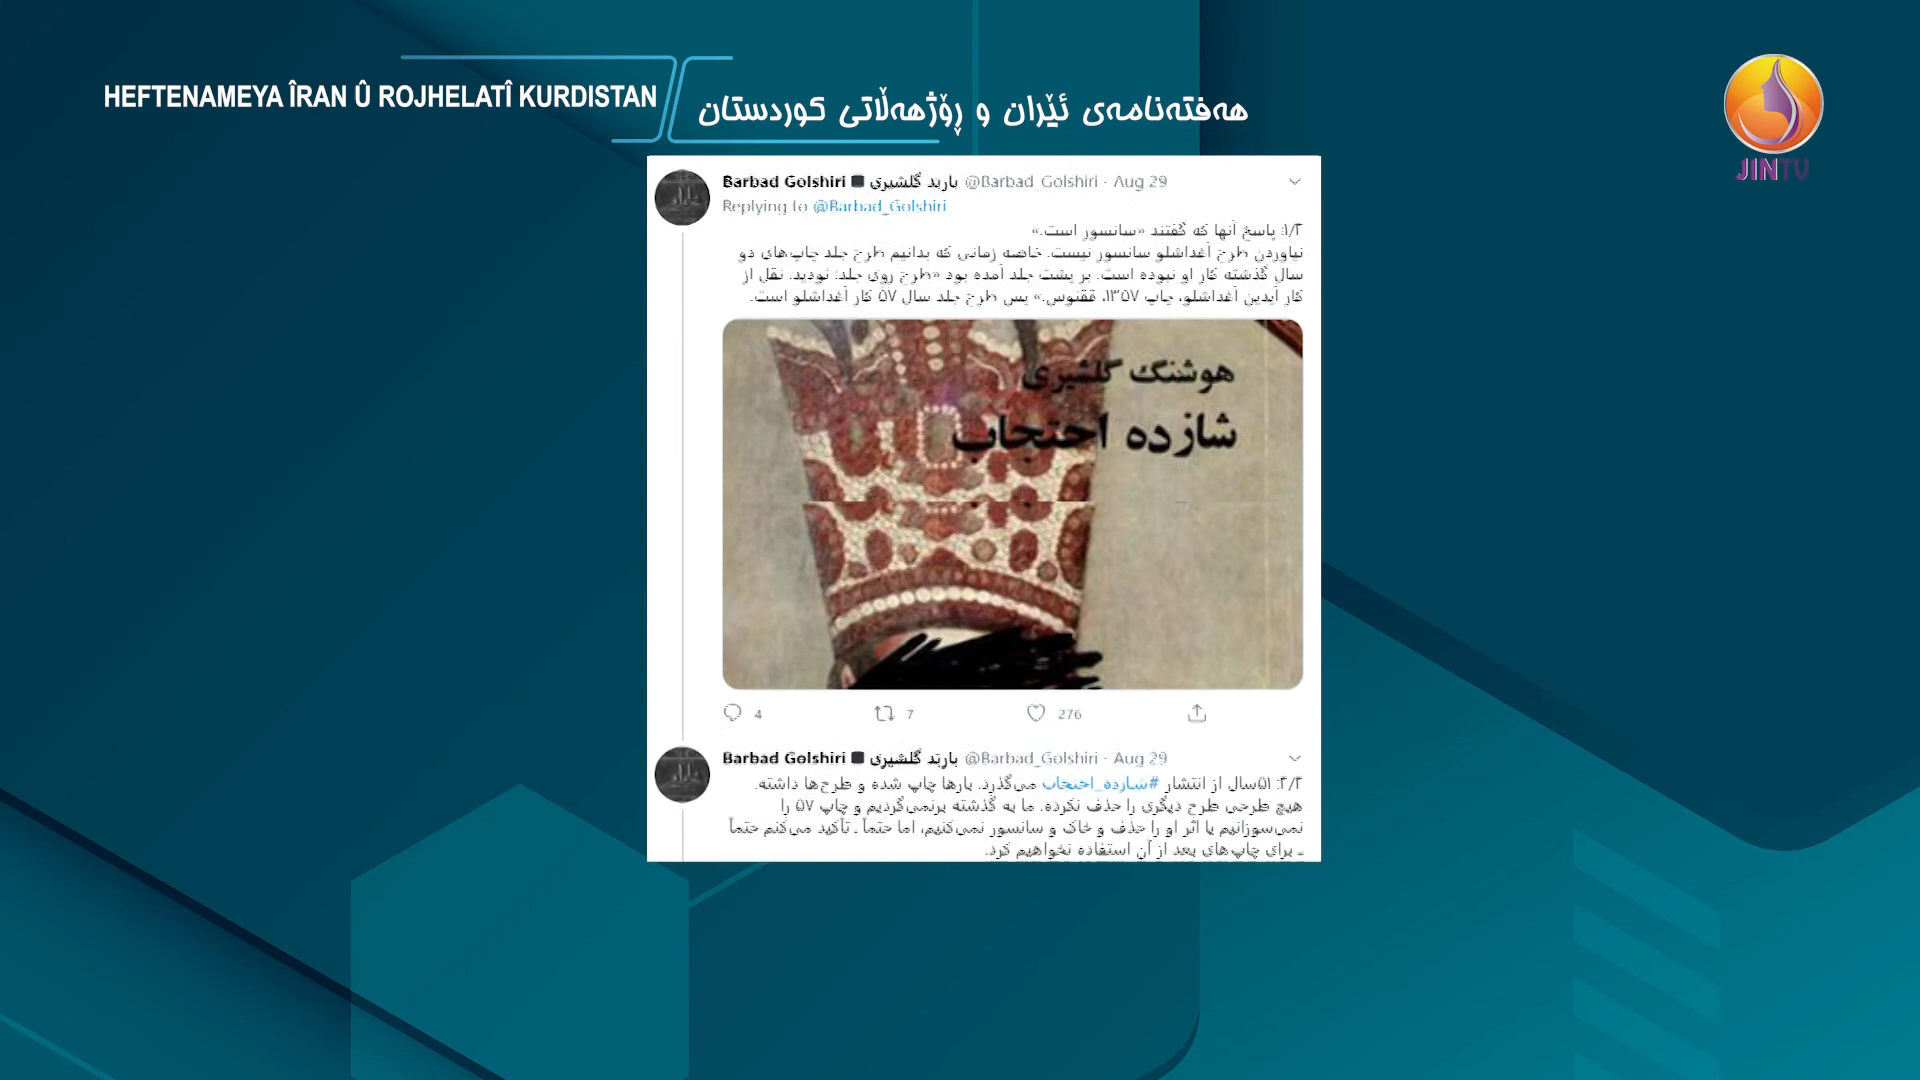 HEFTENAMEYA ÎRAN Û ROJHELATÎ KURDISTAN
هەفتەنامەی ئێران و ڕۆژهەڵاتی کوردستان
JINTV
Barbad Golshiri ■ باربد گلشیری @Barbad_Golshiri · Aug 29
Replying to @Barbad_Golshiri
۱/۲: پاسخ آنها که گفتند «سانسور است.»
نیاوردن طرح آغداشلو سانسور نیست. خاصه زمانی که بدانیم طرح جلد چاپ‌های دو
سال گذشته کار او نبوده است. بر پشت جلد آمده بود «طرح روی جلد: نودید. نقل از
کار آیدین آغداشلو، چاپ ۱۳۵۷، ققنوس.» پس طرح جلد سال ۵۷ کار آغداشلو است.
هوشنگ گلشیری
شازده احتجاب
4
7
276
Barbad Golshiri ■ باربد گلشیری @Barbad_Golshiri · Aug 29
۲/۲: ۵۱سال از انتشار #شازده_احتجاب می‌گذرد. بارها چاپ شده و طرح‌ها داشته.
هیچ طرحی طرح دیگری را حذف نکرده. ما به گذشته برنمی‌گردیم و چاپ ۵۷ را
نمی‌سوزانیم یا اثر او را حذف و خاک و سانسور نمی‌کنیم، اما حتماً ـ تأکید می‌کنم حتماً
ـ برای چاپ‌های بعد از آن استفاده نخواهیم کرد.